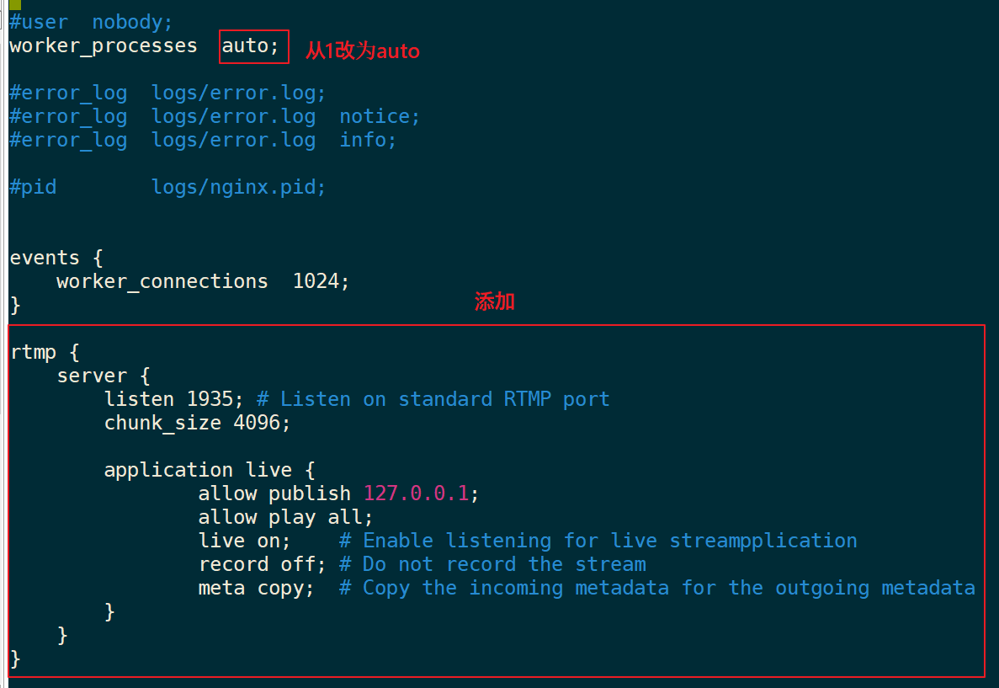 #user  nobody;
worker_processes  auto; 从1改为auto
#error_log  logs/error.log;
#error_log  logs/error.log  notice;
#error_log  logs/error.log  info;
#pid        logs/nginx.pid;
events {
    worker_connections  1024;
}
添加
rtmp {
    server {
        listen 1935; # Listen on standard RTMP port
        chunk_size 4096;
        application live {
                allow publish 127.0.0.1;
                allow play all;
                live on;    # Enable listening for live streampplication
                record off; # Do not record the stream
                meta copy;  # Copy the incoming metadata for the outgoing metadata
        }
    }
}